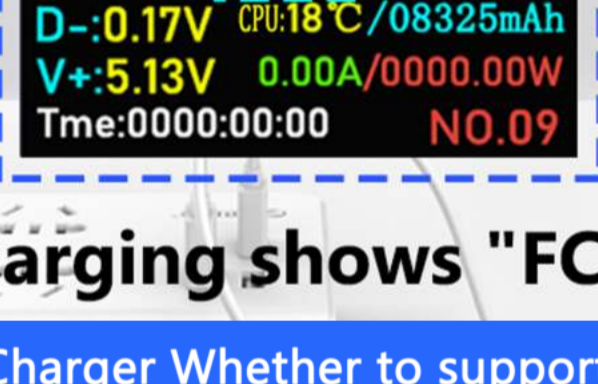 D-:0.17V CPU:18℃/08325mAh
V+:5.13V 0.00A/0000.00W
Tme:0000:00:00 NO.09
arging shows "FC
Charger Whether to support